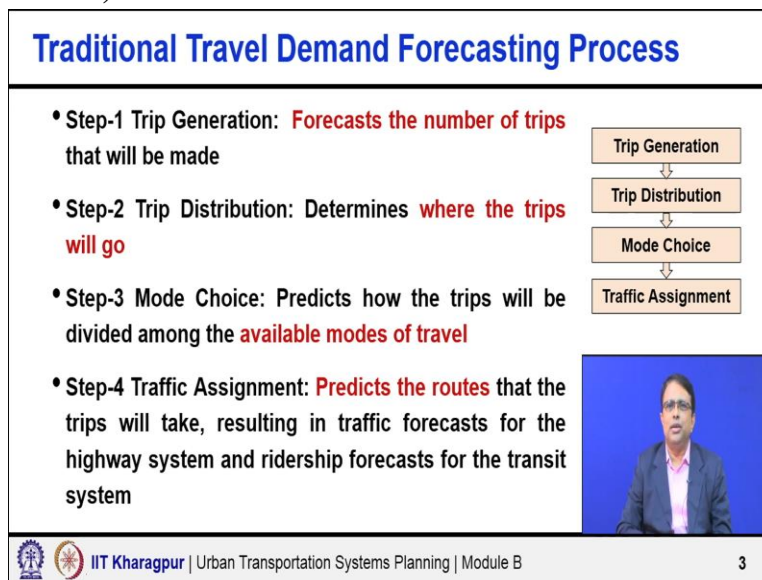 Traditional Travel Demand Forecasting Process
• Step-1 Trip Generation: Forecasts the number of trips
that will be made
• Step-2 Trip Distribution: Determines where the trips
will go
• Step-3 Mode Choice: Predicts how the trips will be
divided among the available modes of travel
• Step-4 Traffic Assignment: Predicts the routes that the
trips will take, resulting in traffic forecasts for the
highway system and ridership forecasts for the transit
system
Trip Generation
Trip Distribution
Mode Choice
Traffic Assignment
IIT Kharagpur | Urban Transportation Systems Planning | Module B
3